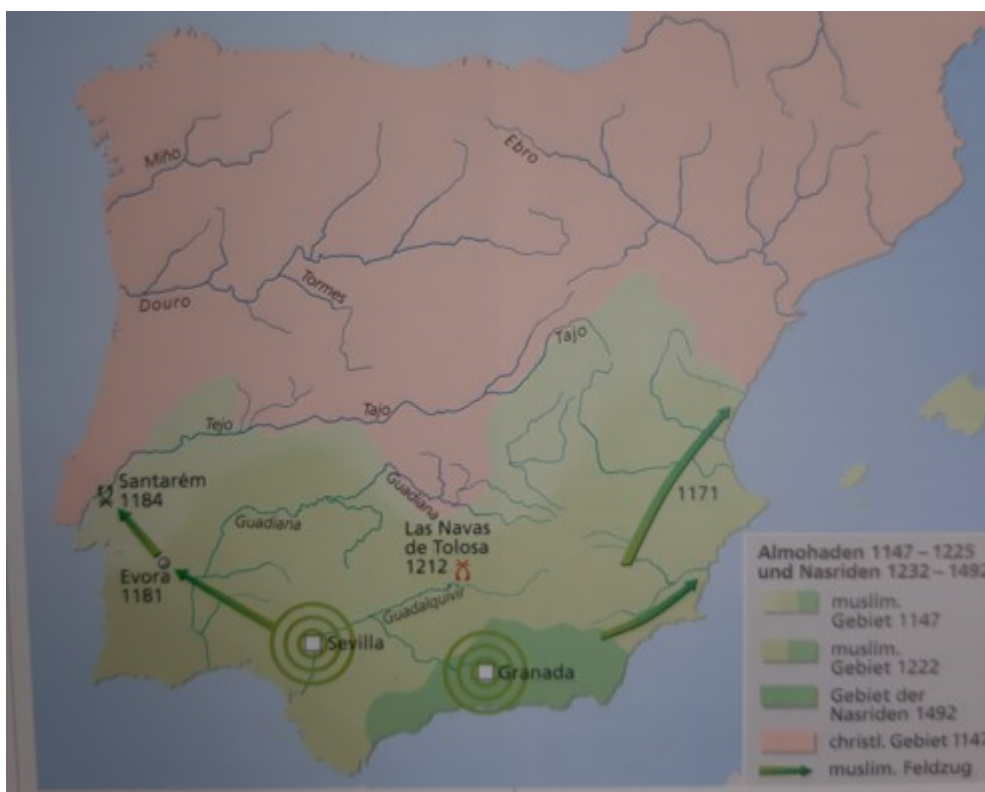 Miño
Ebro
Douro
Tormes
Tajo
Tejo
Tajo
Santarém
1184
Guadiana
Guadiana
1171
Las Navas
de Tolosa
1212
Evora
1181
Guadalquivir
Sevilla
Granada
Almohaden 1147 – 1225
und Nasriden 1232 – 1492
muslim.
Gebiet 1147
muslim.
Gebiet 1222
Gebiet der
Nasriden 1492
christl. Gebiet 114
muslim. Feldzug